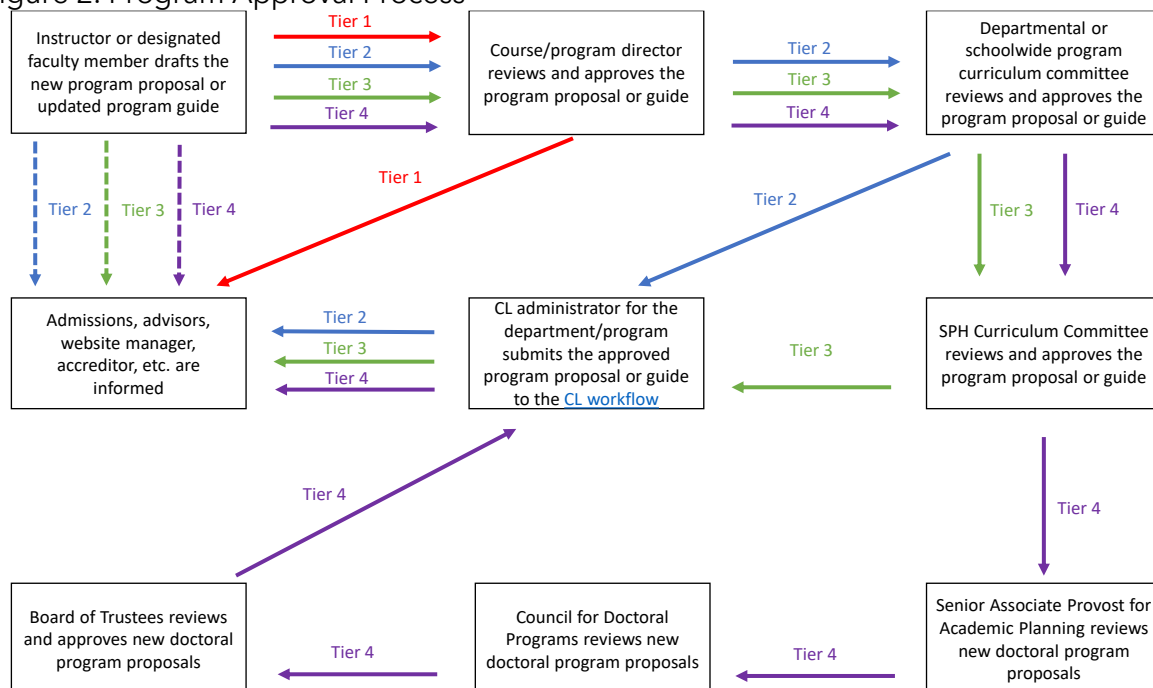 igure 2. Program Approval Process
Instructor or designated
faculty member drafts the
new program proposal or
updated program guide
Tier 1
Tier 2
Tier 3
Tier 4
Course/program director
reviews and approves the
program proposal or guide
Tier 2
Tier 3
Tier 4
Departmental or
schoolwide program
curriculum committee
reviews and approves the
program proposal or guide
Tier 2
Tier 3
Tier 4
Tier 1
Tier 2
Tier 3
Tier 4
Admissions, advisors,
website manager,
accreditor, etc. are
informed
Tier 2
Tier 3
Tier 4
CL administrator for the
department/program
submits the approved
program proposal or guide
to the CL workflow
Tier 3
SPH Curriculum Committee
reviews and approves the
program proposal or guide
Tier 4
Tier 4
Board of Trustees reviews
and approves new doctoral
program proposals
Tier 4
Council for Doctoral
Programs reviews new
doctoral program proposals
Tier 4
Senior Associate Provost for
Academic Planning reviews
new doctoral program
proposals